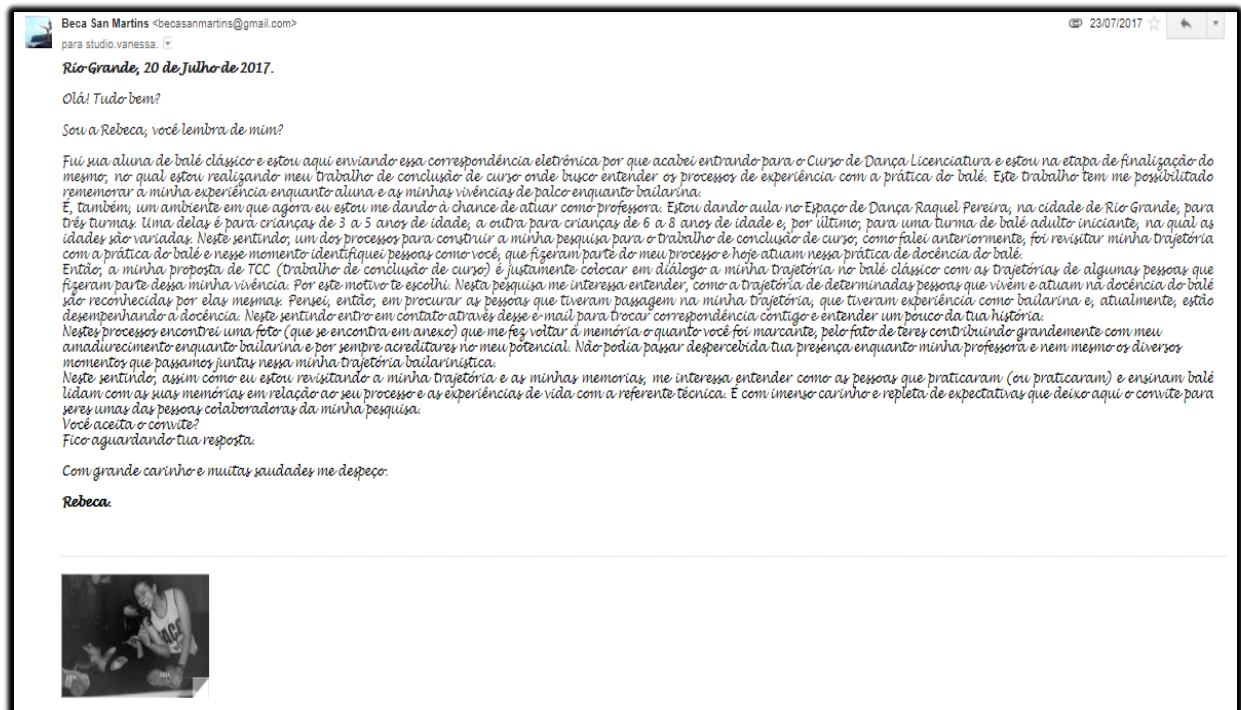 Beca San Martins <becasanmartins@gmail.com>
23/07/2017
para studio.vanessa.
Rio Grande, 20 de Julho de 2017.
Olá! Tudo bem?
Sou a Rebeca, você lembra de mim?
Fui sua aluna de balé clássico e estou aqui enviando essa correspondência eletrônica por que acabei entrando para o Curso de Dança Licenciatura e estou na etapa de finalização do
mesmo, no qual estou realizando meu trabalho de conclusão de curso onde busco entender os processos de experiência com a prática do balé. Este trabalho tem me possibilitado
rememorar a minha experiência enquanto aluna e as minhas vivências de palco enquanto bailarina.
É, também, um ambiente em que agora eu estou me dando à chance de atuar como professora. Estou dando aula no Espaço de Dança Raquel Pereira, na cidade de Rio Grande, para
três turmas. Uma delas é para crianças de 3 a 5 anos de idade, a outra para crianças de 6 a 8 anos de idade e, por último, para uma turma de balé adulto iniciante, na qual as
idades são variadas. Neste sentindo, um dos processos para construir a minha pesquisa para o trabalho de conclusão de curso, como falei anteriormente, foi revisitar minha trajetória
com a prática do balé e nesse momento identifiquei pessoas como você, que fizeram parte do meu processo e hoje atuam nessa prática de docência do balé.
Então, a minha proposta de TCC (trabalho de conclusão de curso) é justamente colocar em diálogo a minha trajetória no balé clássico com as trajetórias de algumas pessoas que
fizeram parte dessa minha vivência. Por este motivo te escolhi. Nesta pesquisa me interessa entender, como a trajetória de determinadas pessoas que vivem e atuam na docência do balé
são reconhecidas por elas mesmas. Pensei, então, em procurar as pessoas que tiveram passagem na minha trajetória, que tiveram experiência como bailarina e, atualmente, estão
desempenhando a docência. Neste sentindo entro em contato através desse e-mail para trocar correspondência contigo e entender um pouco da tua história.
Nestes processos encontrei uma foto (que se encontra em anexo) que me fez voltar à memória o quanto você foi marcante, pelo fato de teres contribuindo grandemente com meu
amadurecimento enquanto bailarina e por sempre acreditares no meu potencial. Não podia passar despercebida tua presença enquanto minha professora e nem mesmo os diversos
momentos que passamos juntas nessa minha trajetória bailarinística.
Neste sentindo, assim como eu estou revisitando a minha trajetória e as minhas memorias, me interessa entender como as pessoas que praticaram (ou praticaram) e ensinam balé
lidam com as suas memórias em relação ao seu processo e as experiências de vida com a referente técnica. É com imenso carinho e repleta de expectativas que deixo aqui o convite para
seres umas das pessoas colaboradoras da minha pesquisa.
Você aceita o convite?
Fico aguardando tua resposta.
Com grande carinho e muitas saudades me despeço.
Rebeca.